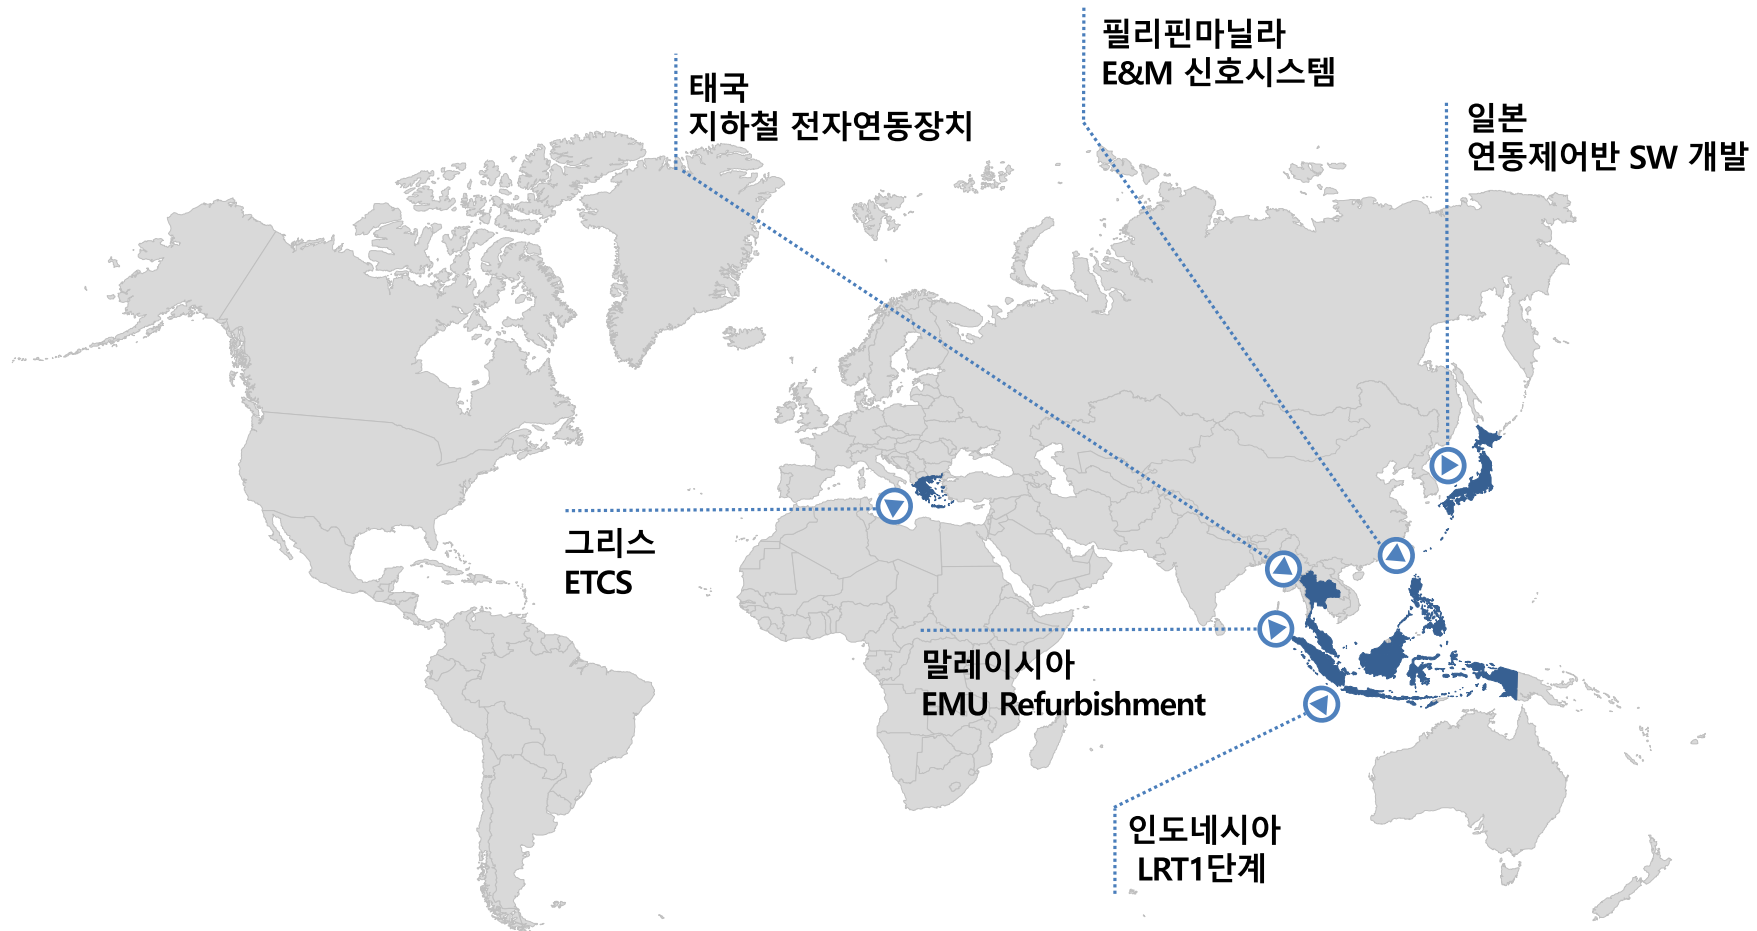 필리핀마닐라
E&M 신호시스템
태국
지하철 전자연동장치
일본
연동제어반 SW 개발
그리스
ETCS
말레이시아
EMU Refurbishment
인도네시아
LRT1단계